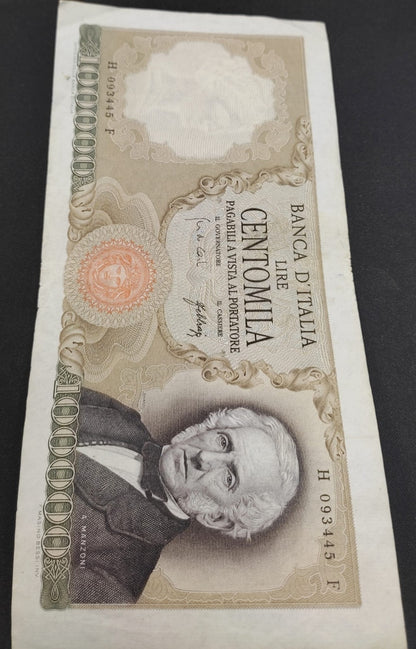 BANCA D'ITALIA
LIRE
CENTOMILA
PAGABILI A VISTA AL PORTATORE
IL GOVERNATORE
IL CASSIERE
H 093445 F
H 093445 F
100000
100000
A. MANZONI